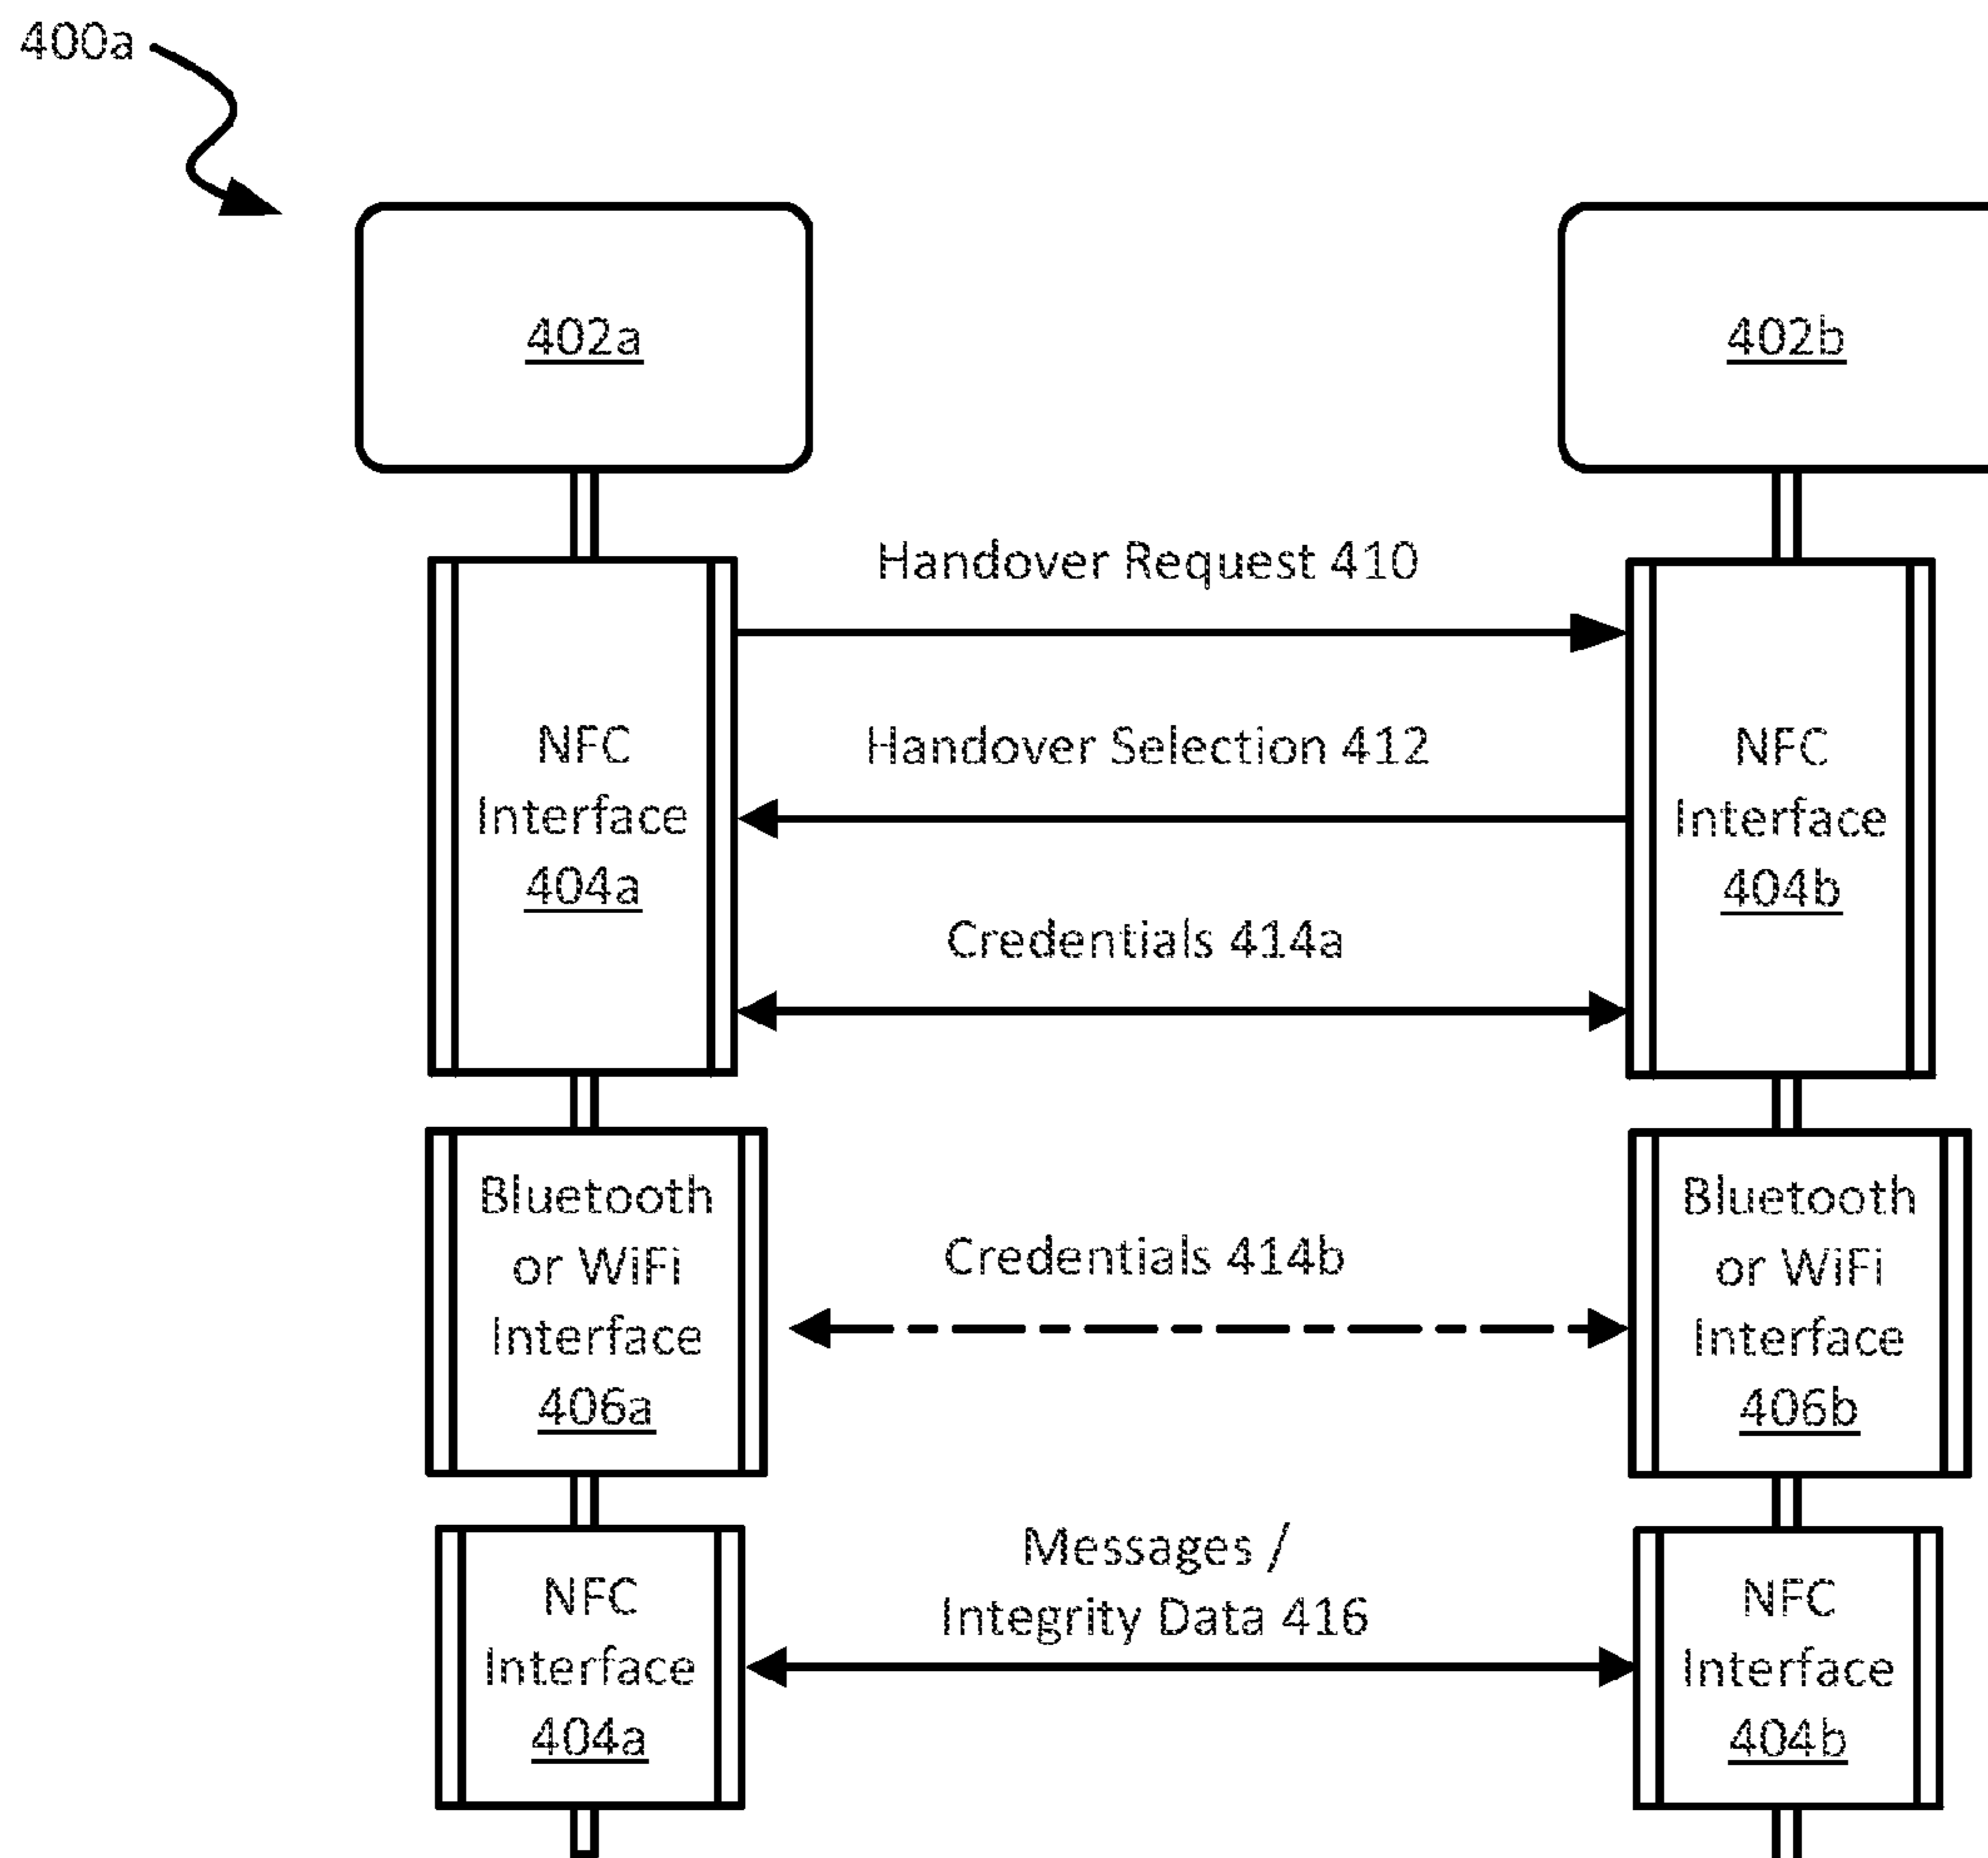 400a
402a
402b
Handover Request 410
NFC
Interface
404a
Handover Selection 412
NFC
Interface
404b
Credentials 414a
Bluetooth
or WiFi
Interface
406a
Credentials 414b
Bluetooth
or WiFi
Interface
406b
NFC
Interface
404a
Messages /
Integrity Data 416
NFC
Interface
404b